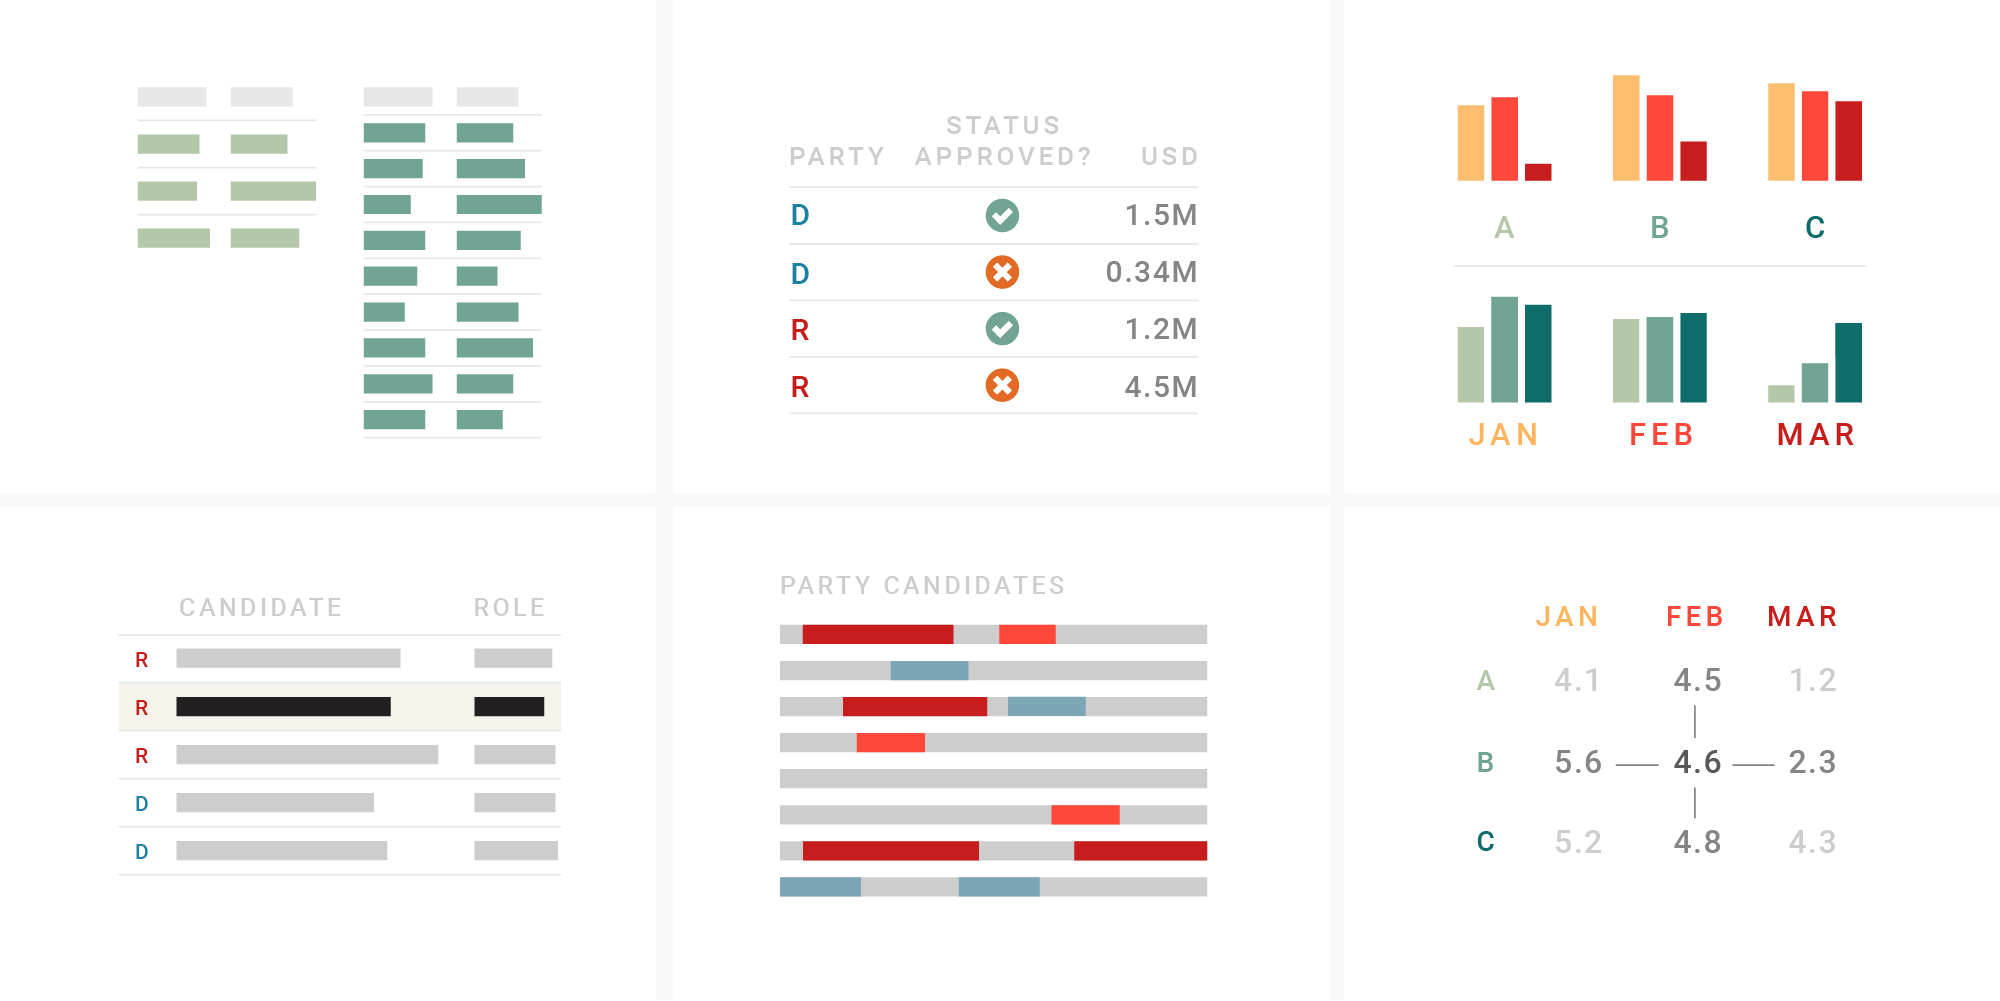 STATUS
PARTY APPROVED? USD
D 1.5M
D 0.34M
R 1.2M
R 4.5M
A B C
JAN FEB MAR
CANDIDATE ROLE
R
R
R
D
D
PARTY CANDIDATES
JAN FEB MAR
A 4.1 4.5 1.2
B 5.6 4.6 2.3
C 5.2 4.8 4.3